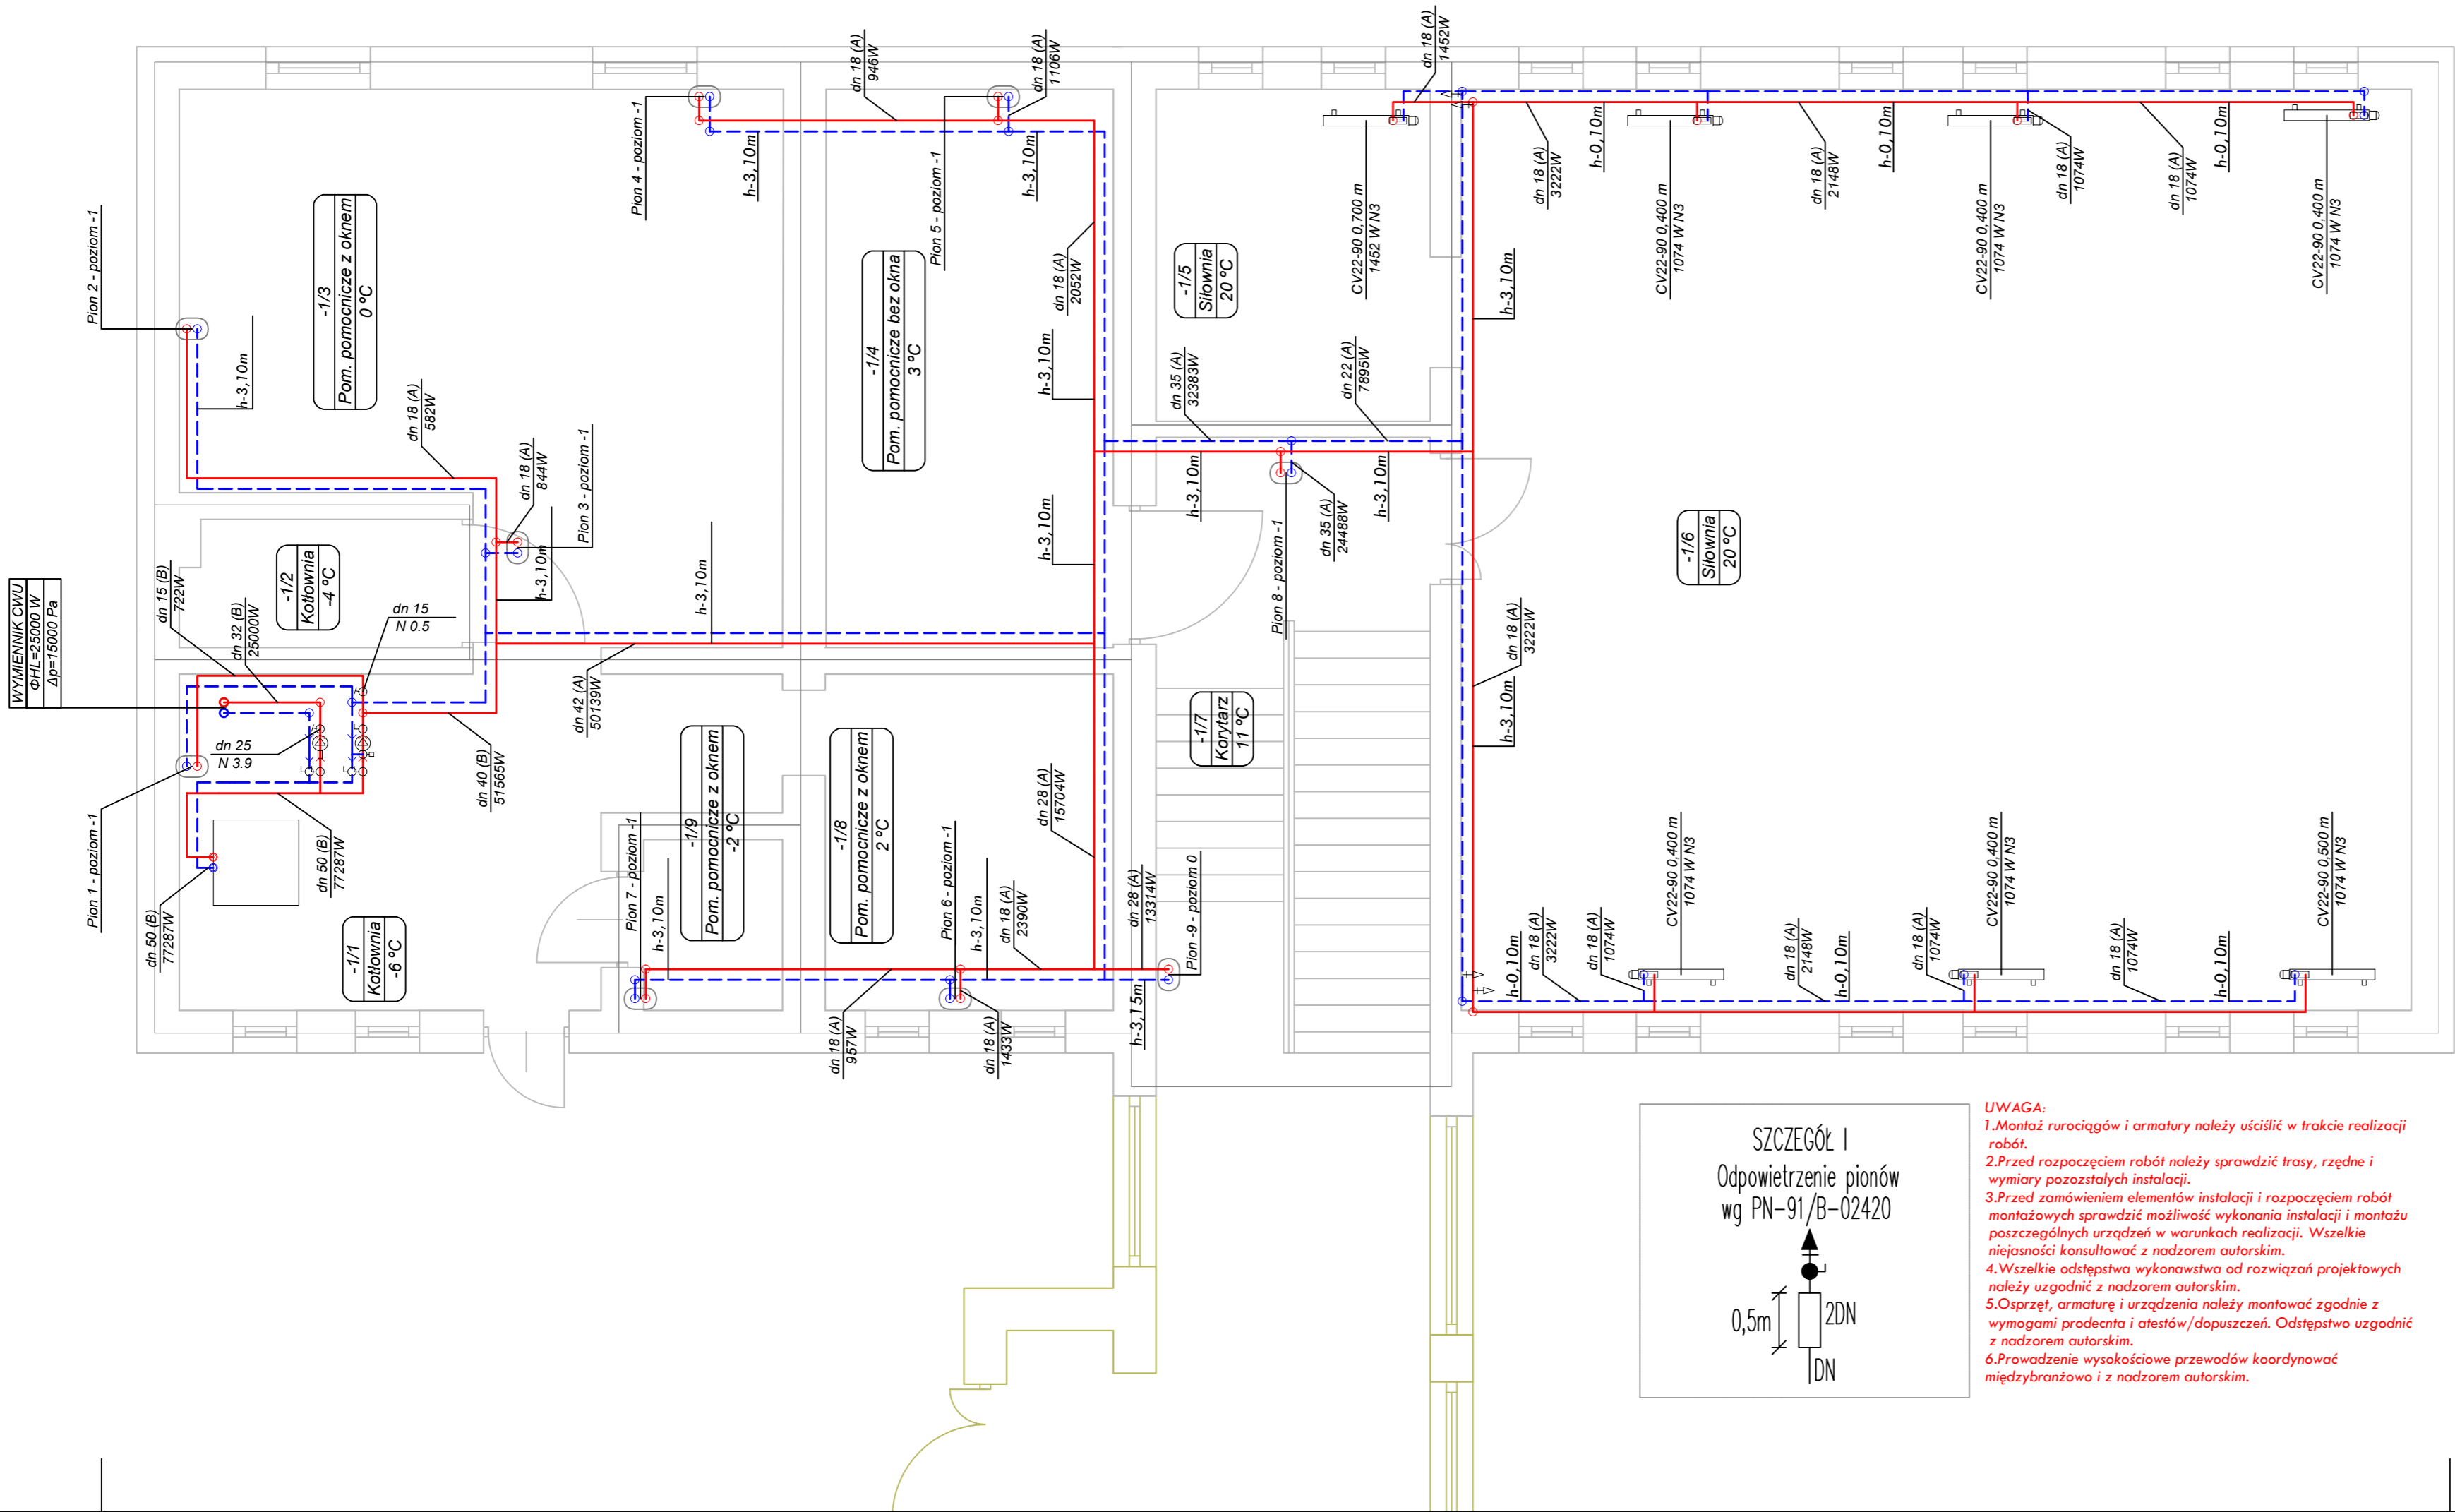 Pion 2 - poziom -1
h-3,10m
-1/3
Pom. pomocnicze z oknem
0 ºC
dn 18 (A)
582W
Pion 4 - poziom -1
h-3,10m
dn 18 (A)
946W
Pion 5 - poziom -1
dn 18 (A)
1106W
h-3,10m
-1/4
Pom. pomocnicze bez okna
3 ºC
dn 18 (A)
2052W
h-3,10m
h-3,10m
dn 18 (A)
844W
Pion 3 - poziom -1
h-3,10m
h-3,10m
WYMIENNIK CWU
ΦHL=25000 W
Δp=15000 Pa
dn 15 (B)
722W
dn 32 (B)
25000W
-1/2
Kotłownia
-4 ºC
dn 15
N 0.5
dn 25
N 3.9
dn 40 (B)
51565W
dn 42 (A)
50139W
Pion 1 - poziom -1
dn 50 (B)
77287W
dn 50 (B)
77287W
-1/1
Kotłownia
-6 ºC
Pion 7 - poziom -1
h-3,10m
-1/9
Pom. pomocnicze z oknem
-2 ºC
-1/8
Pom. pomocnicze z oknem
2 ºC
dn 18 (A)
957W
Pion 6 - poziom -1
h-3,10m
dn 18 (A)
1433W
dn 18 (A)
2390W
dn 28 (A)
15704W
dn 28 (A)
13314W
h-3,15m
Pion -9 - poziom 0
-1/7
Korytarz
11 ºC
dn 18 (A)
1452W
-1/5
Siłownia
20 ºC
CV22-90 0,700 m
1452 W N3
dn 35 (A)
32383W
dn 22 (A)
7895W
h-3,10m
h-3,10m
Pion 8 - poziom -1
dn 35 (A)
24488W
h-3,10m
dn 18 (A)
3222W
h-0,10m
CV22-90 0,400 m
1074 W N3
dn 18 (A)
2148W
h-0,10m
CV22-90 0,400 m
1074 W N3
dn 18 (A)
1074W
dn 18 (A)
1074W
h-0,10m
CV22-90 0,400 m
1074 W N3
-1/6
Siłownia
20 ºC
dn 18 (A)
3222W
h-3,10m
h-0,10m
dn 18 (A)
3222W
dn 18 (A)
1074W
CV22-90 0,400 m
1074 W N3
dn 18 (A)
2148W
h-0,10m
dn 18 (A)
1074W
CV22-90 0,400 m
1074 W N3
dn 18 (A)
1074W
h-0,10m
CV22-90 0,500 m
1074 W N3
SZCZEGÓŁ I
Odpowietrzenie pionów
wg PN-91/B-02420
0,5m
2DN
DN
UWAGA:
1.Montaż rurociągów i armatury należy uściślić w trakcie realizacji
robót.
2.Przed rozpoczęciem robót należy sprawdzić trasy, rzędne i
wymiary pozozstałych instalacji.
3.Przed zamówieniem elementów instalacji i rozpoczęciem robót
montażowych sprawdzić możliwość wykonania instalacji i montażu
poszczególnych urządzeń w warunkach realizacji. Wszelkie
niejasności konsultować z nadzorem autorskim.
4.Wszelkie odstępstwa wykonawstwa od rozwiązań projektowych
należy uzgodnić z nadzorem autorskim.
5.Osprzęt, armaturę i urządzenia należy montować zgodnie z
wymogami prodecnta i atestów/dopuszczeń. Odstępstwo uzgodnić
z nadzorem autorskim.
6.Prowadzenie wysokościowe przewodów koordynować
międzybranżowo i z nadzorem autorskim.